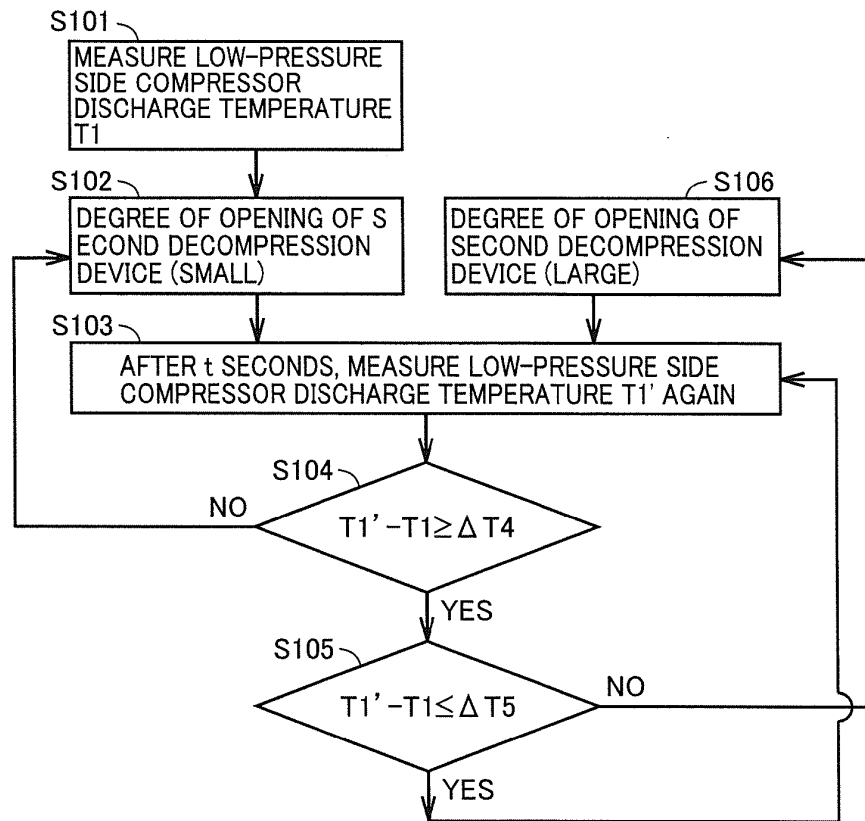 S101
MEASURE LOW-PRESSURE
SIDE COMPRESSOR
DISCHARGE TEMPERATURE
T1
S102
DEGREE OF OPENING OF S
ECOND DECOMPRESSION
DEVICE (SMALL)
S106
DEGREE OF OPENING OF
SECOND DECOMPRESSION
DEVICE (LARGE)
S103
AFTER t SECONDS, MEASURE LOW-PRESSURE SIDE
COMPRESSOR DISCHARGE TEMPERATURE T1' AGAIN
S104
NO
T1'-T1≥ΔT4
YES
S105
T1'-T1≤ΔT5
NO
YES